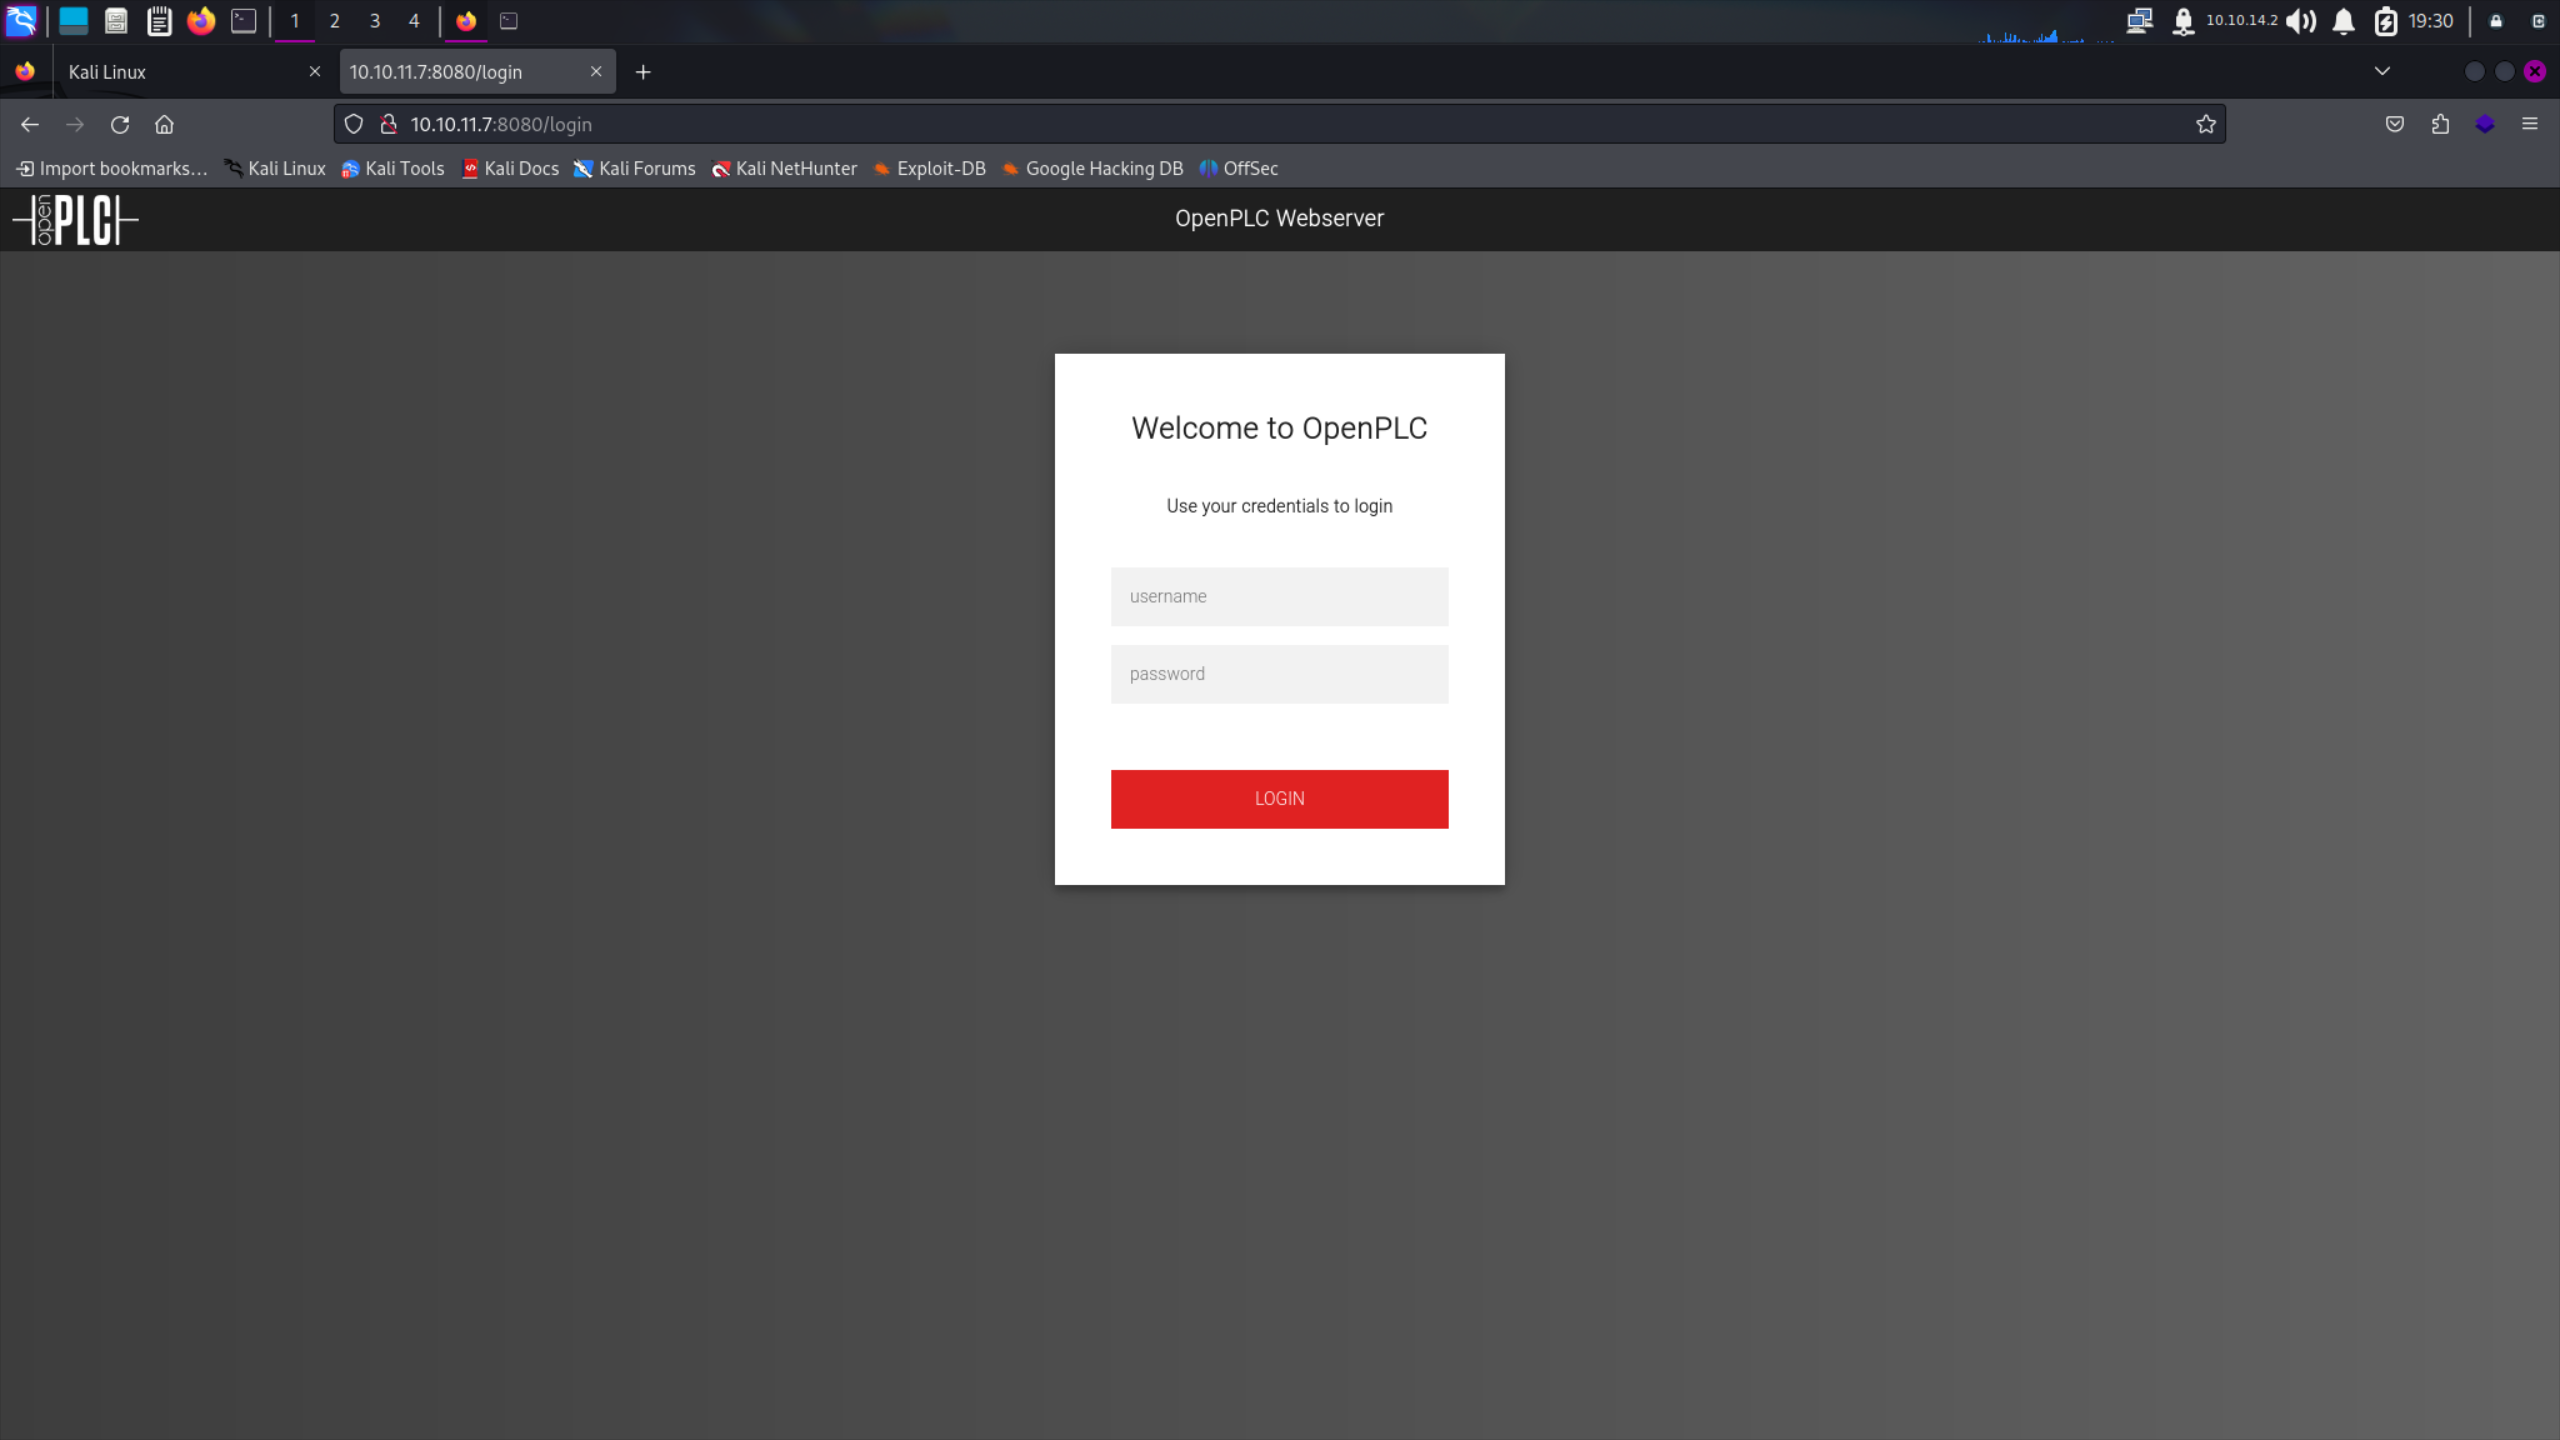 1 2 3 4 10.10.14.2 19:30
Kali Linux 10.10.11.7:8080/login
10.10.11.7:8080/login
Import bookmarks... Kali Linux Kali Tools Kali Docs Kali Forums Kali NetHunter Exploit-DB Google Hacking DB OffSec
open PLC OpenPLC Webserver
Welcome to OpenPLC
Use your credentials to login
username
password
LOGIN